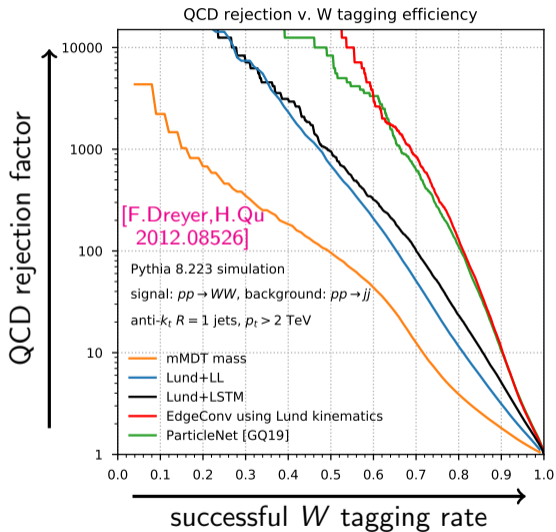 QCD rejection v. W tagging efficiency
10000
1000
100
10
1
QCD rejection factor
[F.Dreyer,H.Qu
2012.08526]
Pythia 8.223 simulation
signal: pp→WW, background: pp→jj
anti-kt R = 1 jets, pt > 2 TeV
mMDT mass
Lund+LL
Lund+LSTM
EdgeConv using Lund kinematics
ParticleNet [GQ19]
0.0 0.1 0.2 0.3 0.4 0.5 0.6 0.7 0.8 0.9 1.0
successful W tagging rate